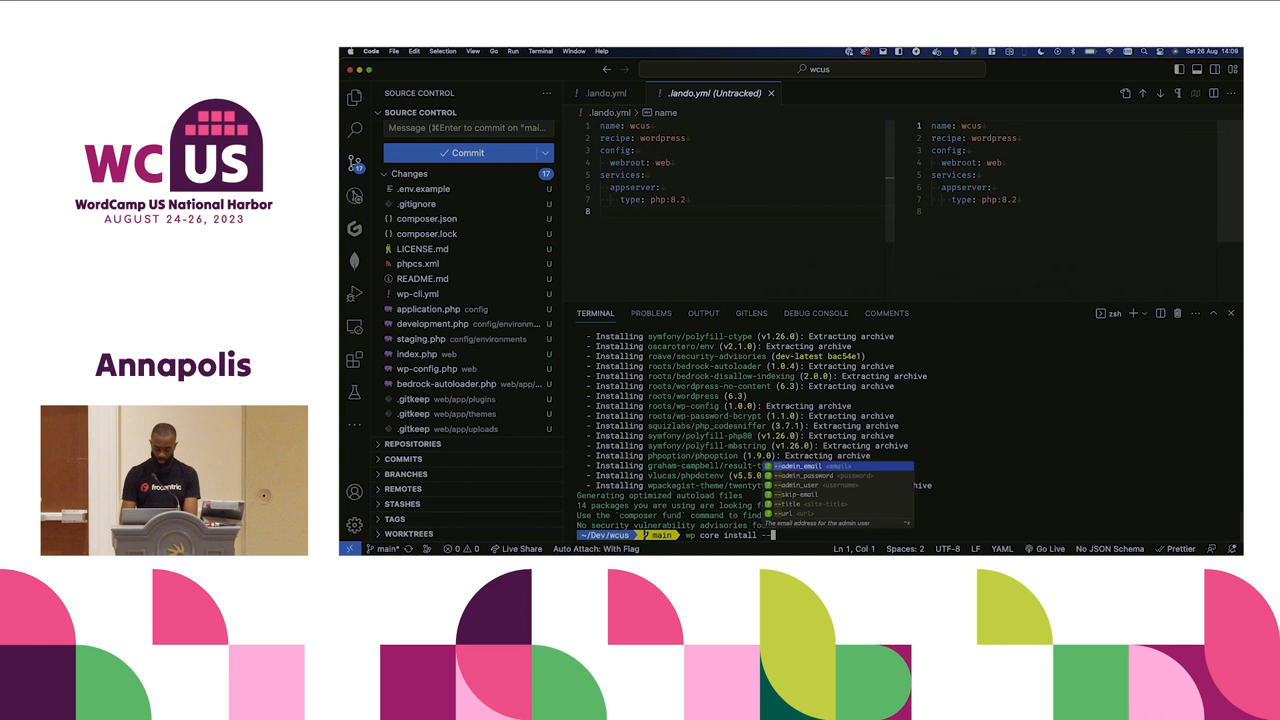 WCUS
WordCamp US National Harbor
AUGUST 24-26, 2023
Annapolis
frocentric
Code File Edit Selection View Go Run Terminal Window Help
Sat 26 Aug 14:09
wcus
SOURCE CONTROL
SOURCE CONTROL
Message (⌘Enter to commit on "mai...
Commit
Changes 17
17
.env.example U
.gitignore U
composer.json U
composer.lock U
LICENSE.md U
phpcs.xml U
README.md U
wp-cli.yml U
application.php config U
development.php config/environm... U
staging.php config/environments U
index.php web U
wp-config.php web U
bedrock-autoloader.php web/app/... U
.gitkeep web/app/plugins U
.gitkeep web/app/themes U
.gitkeep web/app/uploads U
REPOSITORIES
COMMITS
BRANCHES
REMOTES
STASHES
TAGS
WORKTREES
.lando.yml
.lando.yml (Untracked)
.lando.yml > name
1 name: wcus
2 recipe: wordpress
3 config:
4 webroot: web
5 services:
6 appserver:
7 type: php:8.2
8
1 name: wcus
2 recipe: wordpress
3 config:
4 webroot: web
5 services:
6 appserver:
7 type: php:8.2
8
TERMINAL PROBLEMS OUTPUT GITLENS DEBUG CONSOLE COMMENTS
zsh
- Installing symfony/polyfill-ctype (v1.26.0): Extracting archive
- Installing oscarotero/env (v2.1.0): Extracting archive
- Installing roave/security-advisories (dev-latest bac54e1)
- Installing roots/bedrock-autoloader (1.0.4): Extracting archive
- Installing roots/bedrock-disallow-indexing (2.0.0): Extracting archive
- Installing roots/wordpress-no-content (6.3): Extracting archive
- Installing roots/wordpress (6.3)
- Installing roots/wp-config (1.0.0): Extracting archive
- Installing roots/wp-password-bcrypt (1.1.0): Extracting archive
- Installing squizlabs/php_codesniffer (3.7.1): Extracting archive
- Installing symfony/polyfill-php80 (v1.26.0): Extracting archive
- Installing symfony/polyfill-mbstring (v1.26.0): Extracting archive
- Installing phpoption/phpoption (1.9.0): Extracting archive
- Installing graham-campbell/result-t
- Installing vlucas/phpdotenv (v5.5.0
- Installing wpackagist-theme/twentyt
archive
Generating optimized autoload files
14 packages you are using are looking f
Use the `composer fund` command to find
No security vulnerability advisories fo
--admin_email <email>
--admin_password <password>
--admin_user <username>
--skip-email
--title <site-title>
--url <url>
The email address for the admin user
~/Dev/wcus main wp core install --
main* 0 0 Live Share Auto Attach: With Flag Ln 1, Col 1 Spaces: 2 UTF-8 LF YAML Go Live No JSON Schema Prettier